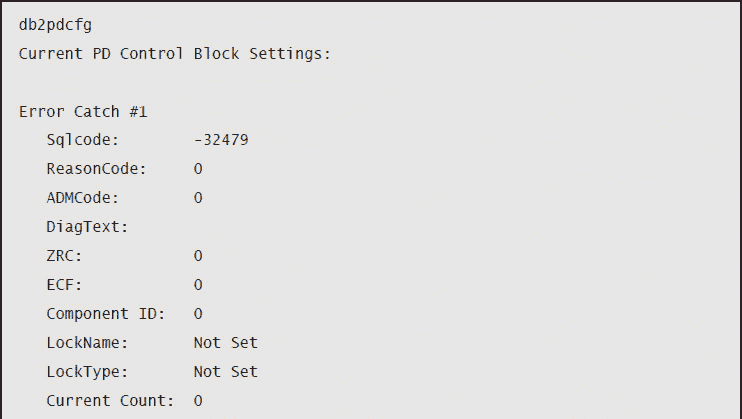 db2pdcfg
Current PD Control Block Settings:
Error Catch #1
Sqlcode: -32479
ReasonCode: 0
ADMCode: 0
DiagText:
ZRC: 0
ECF: 0
Component ID: 0
LockName: Not Set
LockType: Not Set
Current Count: 0